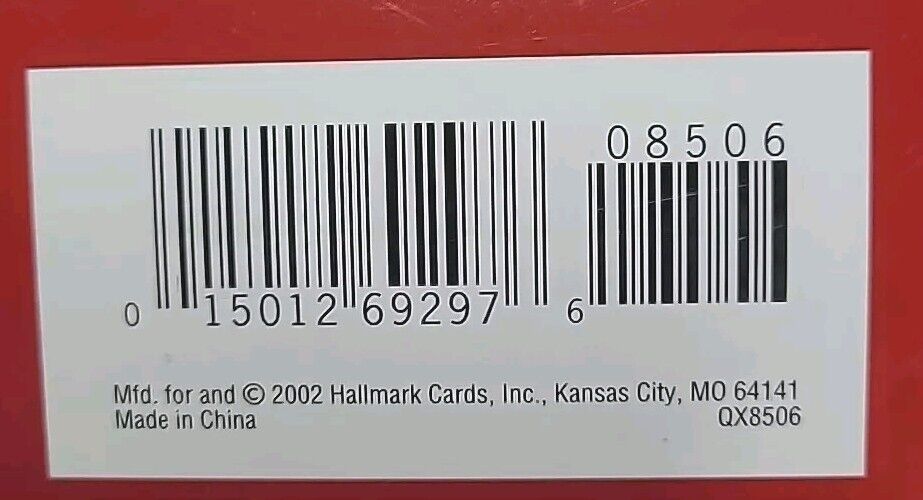 08506
0 15012 69297 6
Mfd. for and © 2002 Hallmark Cards, Inc., Kansas City, MO 64141
Made in China QX8506